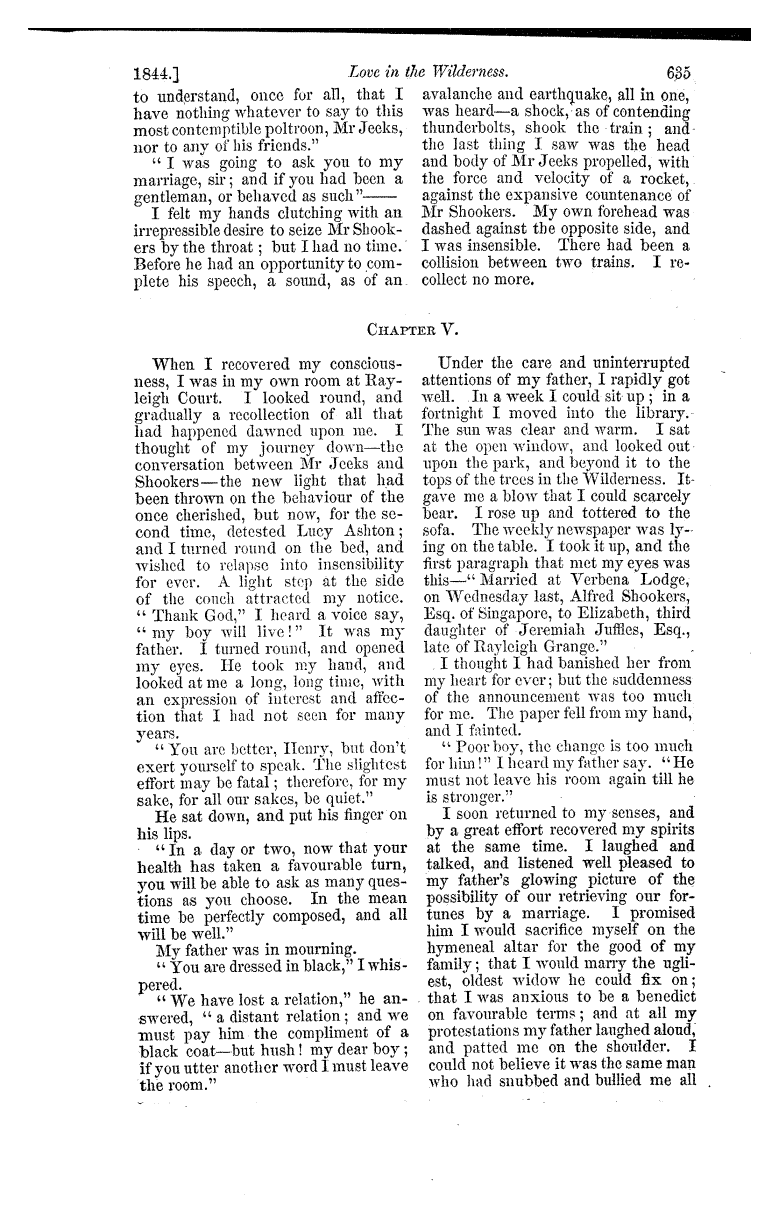 1844.] Love in the Wilderness. 635
to understand, once for all, that I
have nothing whatever to say to this
most contemptible poltroon, Mr Jeeks,
nor to any of his friends."
"I was going to ask you to my
marriage, sir; and if you had been a
gentleman, or behaved as such"——
I felt my hands clutching with an
irrepressible desire to seize Mr Shook-
ers by the throat; but I had no time.
Before he had an opportunity to com-
plete his speech, a sound, as of an
avalanche and earthquake, all in one,
was heard—a shock, as of contending
thunderbolts, shook the train; and
the last thing I saw was the head
and body of Mr Jeeks propelled, with
the force and velocity of a rocket,
against the expansive countenance of
Mr Shookers. My own forehead was
dashed against the opposite side, and
I was insensible. There had been a
collision between two trains. I re-
collect no more.
CHAPTER V.
When I recovered my conscious-
ness, I was in my own room at Ray-
leigh Court. I looked round, and
gradually a recollection of all that
had happened dawned upon me. I
thought of my journey down—the
conversation between Mr Jeeks and
Shookers—the new light that had
been thrown on the behaviour of the
once cherished, but now, for the se-
cond time, detested Lucy Ashton;
and I turned round on the bed, and
wished to relapse into insensibility
for ever. A light step at the side
of the couch attracted my notice.
"Thank God," I heard a voice say,
"my boy will live!" It was my
father. I turned round, and opened
my eyes. He took my hand, and
looked at me a long, long time, with
an expression of interest and affec-
tion that I had not seen for many
years.
"You are better, Henry, but don't
exert yourself to speak. The slightest
effort may be fatal; therefore, for my
sake, for all our sakes, be quiet."
He sat down, and put his finger on
his lips.
"In a day or two, now that your
health has taken a favourable turn,
you will be able to ask as many ques-
tions as you choose. In the mean
time be perfectly composed, and all
will be well."
My father was in mourning.
"You are dressed in black," I whis-
pered.
"We have lost a relation," he an-
swered, "a distant relation; and we
must pay him the compliment of a
black coat—but hush! my dear boy;
if you utter another word I must leave
the room."
Under the care and uninterrupted
attentions of my father, I rapidly got
well. In a week I could sit up; in a
fortnight I moved into the library.
The sun was clear and warm. I sat
at the open window, and looked out
upon the park, and beyond it to the
tops of the trees in the Wilderness. It
gave me a blow that I could scarcely
bear. I rose up and tottered to the
sofa. The weekly newspaper was ly-
ing on the table. I took it up, and the
first paragraph that met my eyes was
this—"Married at Verbena Lodge,
on Wednesday last, Alfred Shookers,
Esq. of Singapore, to Elizabeth, third
daughter of Jeremiah Juffles, Esq.,
late of Rayleigh Grange."
I thought I had banished her from
my heart for ever; but the suddenness
of the announcement was too much
for me. The paper fell from my hand,
and I fainted.
"Poor boy, the change is too much
for him!" I heard my father say. "He
must not leave his room again till he
is stronger."
I soon returned to my senses, and
by a great effort recovered my spirits
at the same time. I laughed and
talked, and listened well pleased to
my father's glowing picture of the
possibility of our retrieving our for-
tunes by a marriage. I promised
him I would sacrifice myself on the
hymeneal altar for the good of my
family; that I would marry the ugli-
est, oldest widow he could fix on;
that I was anxious to be a benedict
on favourable terms; and at all my
protestations my father laughed aloud,
and patted me on the shoulder. I
could not believe it was the same man
who had snubbed and bullied me all